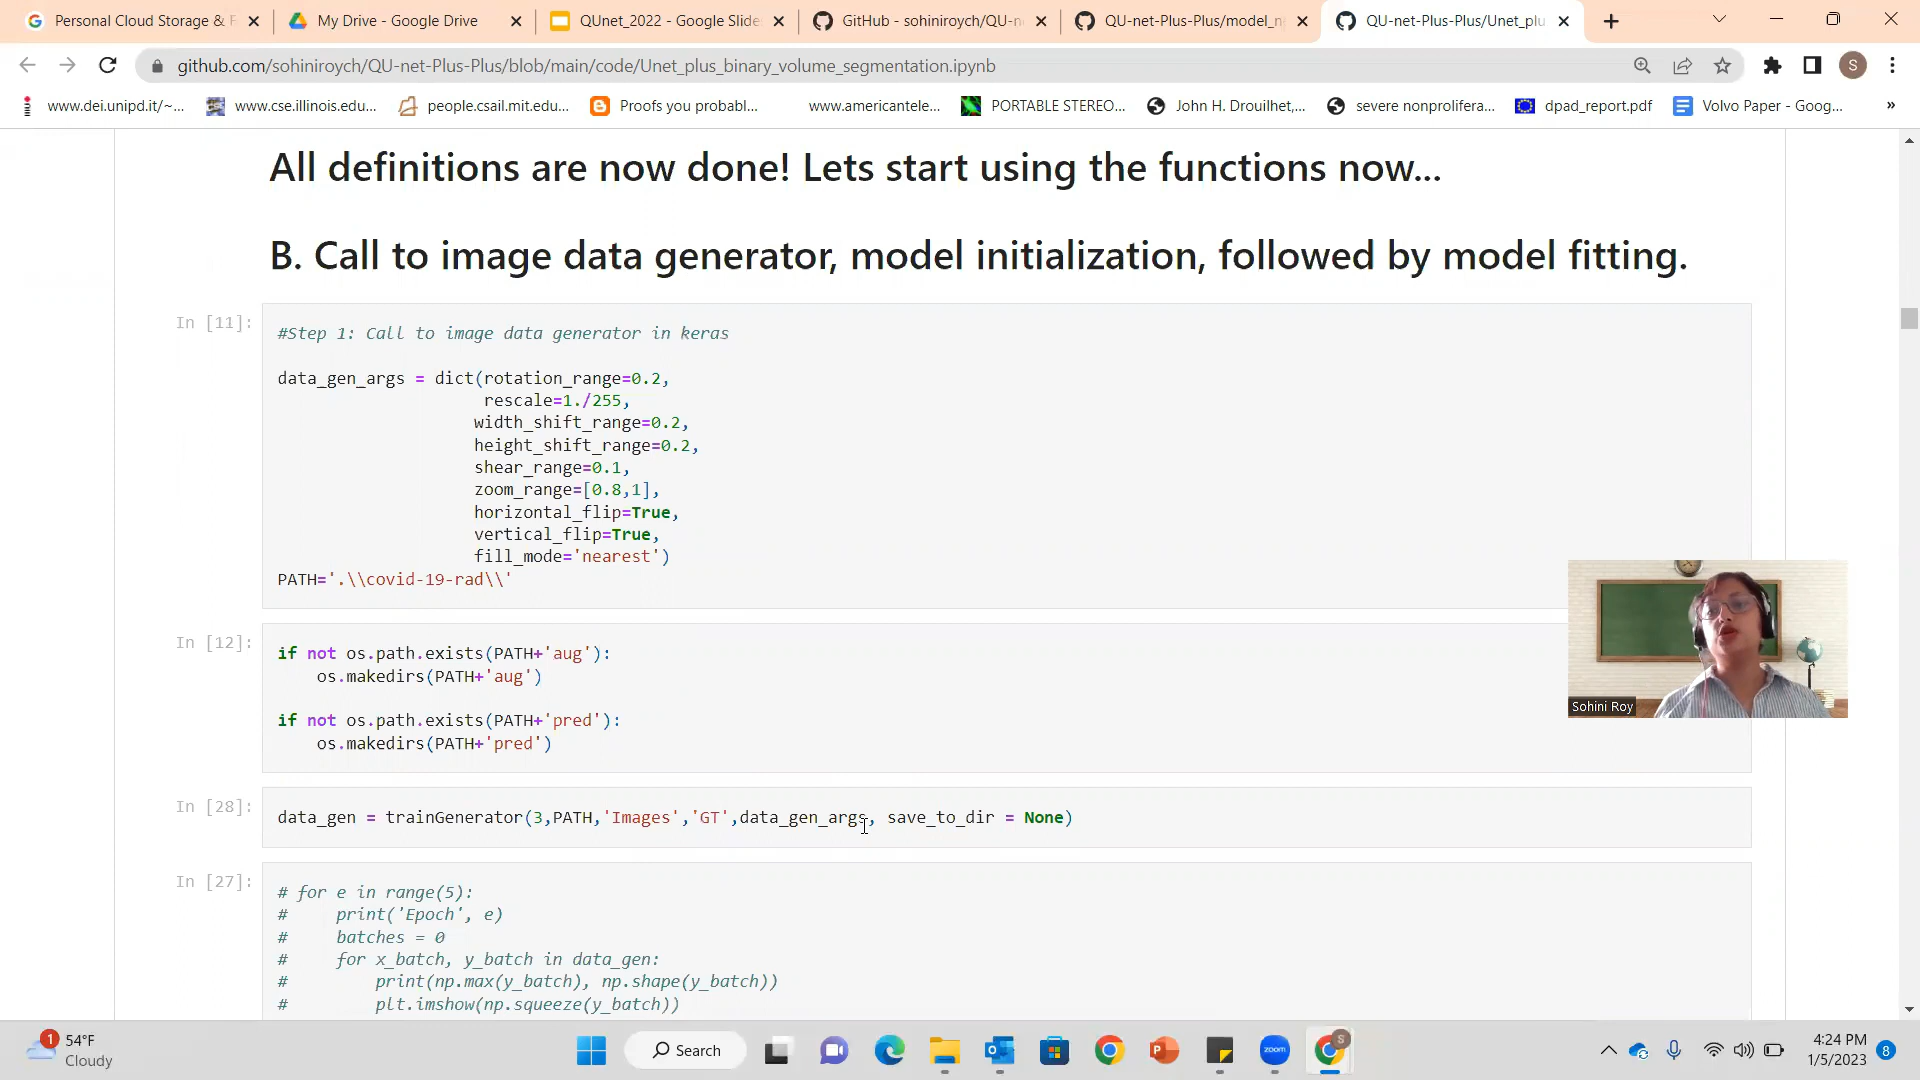 Personal Cloud Storage & F
My Drive - Google Drive
QUnet_2022 - Google Slide
GitHub - sohiniroych/QU-n
QU-net-Plus-Plus/model_n
QU-net-Plus-Plus/Unet_plu
github.com/sohiniroych/QU-net-Plus-Plus/blob/main/code/Unet_plus_binary_volume_segmentation.ipynb
S
www.dei.unipd.it/~...
www.cse.illinois.edu...
people.csail.mit.edu...
Proofs you probabl...
www.americantele...
PORTABLE STEREO...
John H. Drouilhet,...
severe nonprolifera...
dpad_report.pdf
Volvo Paper - Goog...
»
All definitions are now done! Lets start using the functions now...
B. Call to image data generator, model initialization, followed by model fitting.
In [11]:
#Step 1: Call to image data generator in keras
data_gen_args = dict(rotation_range=0.2,
rescale=1./255,
width_shift_range=0.2,
height_shift_range=0.2,
shear_range=0.1,
zoom_range=[0.8,1],
horizontal_flip=True,
vertical_flip=True,
fill_mode='nearest')
PATH='.\\covid-19-rad\\'
In [12]:
if not os.path.exists(PATH+'aug'):
os.makedirs(PATH+'aug')
if not os.path.exists(PATH+'pred'):
os.makedirs(PATH+'pred')
Sohini Roy
In [28]:
data_gen = trainGenerator(3,PATH,'Images','GT',data_gen_args, save_to_dir = None)
In [27]:
# for e in range(5):
# print('Epoch', e)
# batches = 0
# for x_batch, y_batch in data_gen:
# print(np.max(y_batch), np.shape(y_batch))
# plt.imshow(np.squeeze(y_batch))
1
54°F
Cloudy
Search
zoom
S
4:24 PM
1/5/2023
8